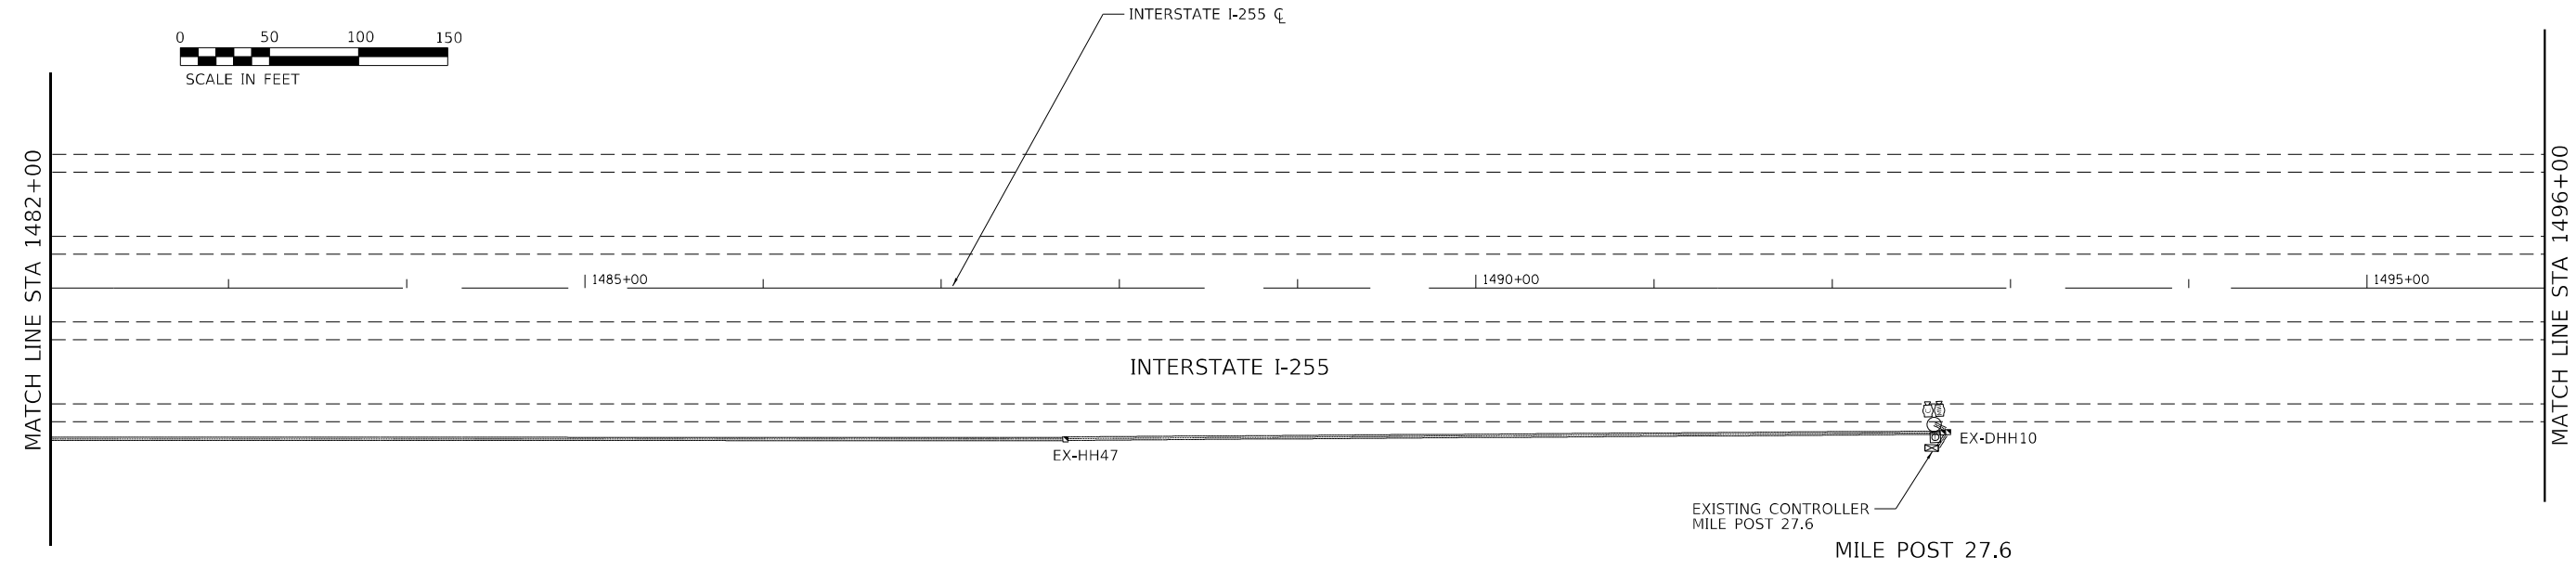 INTERSTATE I-255 ℄
0 50 100 150
SCALE IN FEET
MATCH LINE STA 1482+00
MATCH LINE STA 1496+00
1485+00
1490+00
1495+00
INTERSTATE I-255
EX-HH47
EX-DHH10
EXISTING CONTROLLER
MILE POST 27.6
MILE POST 27.6